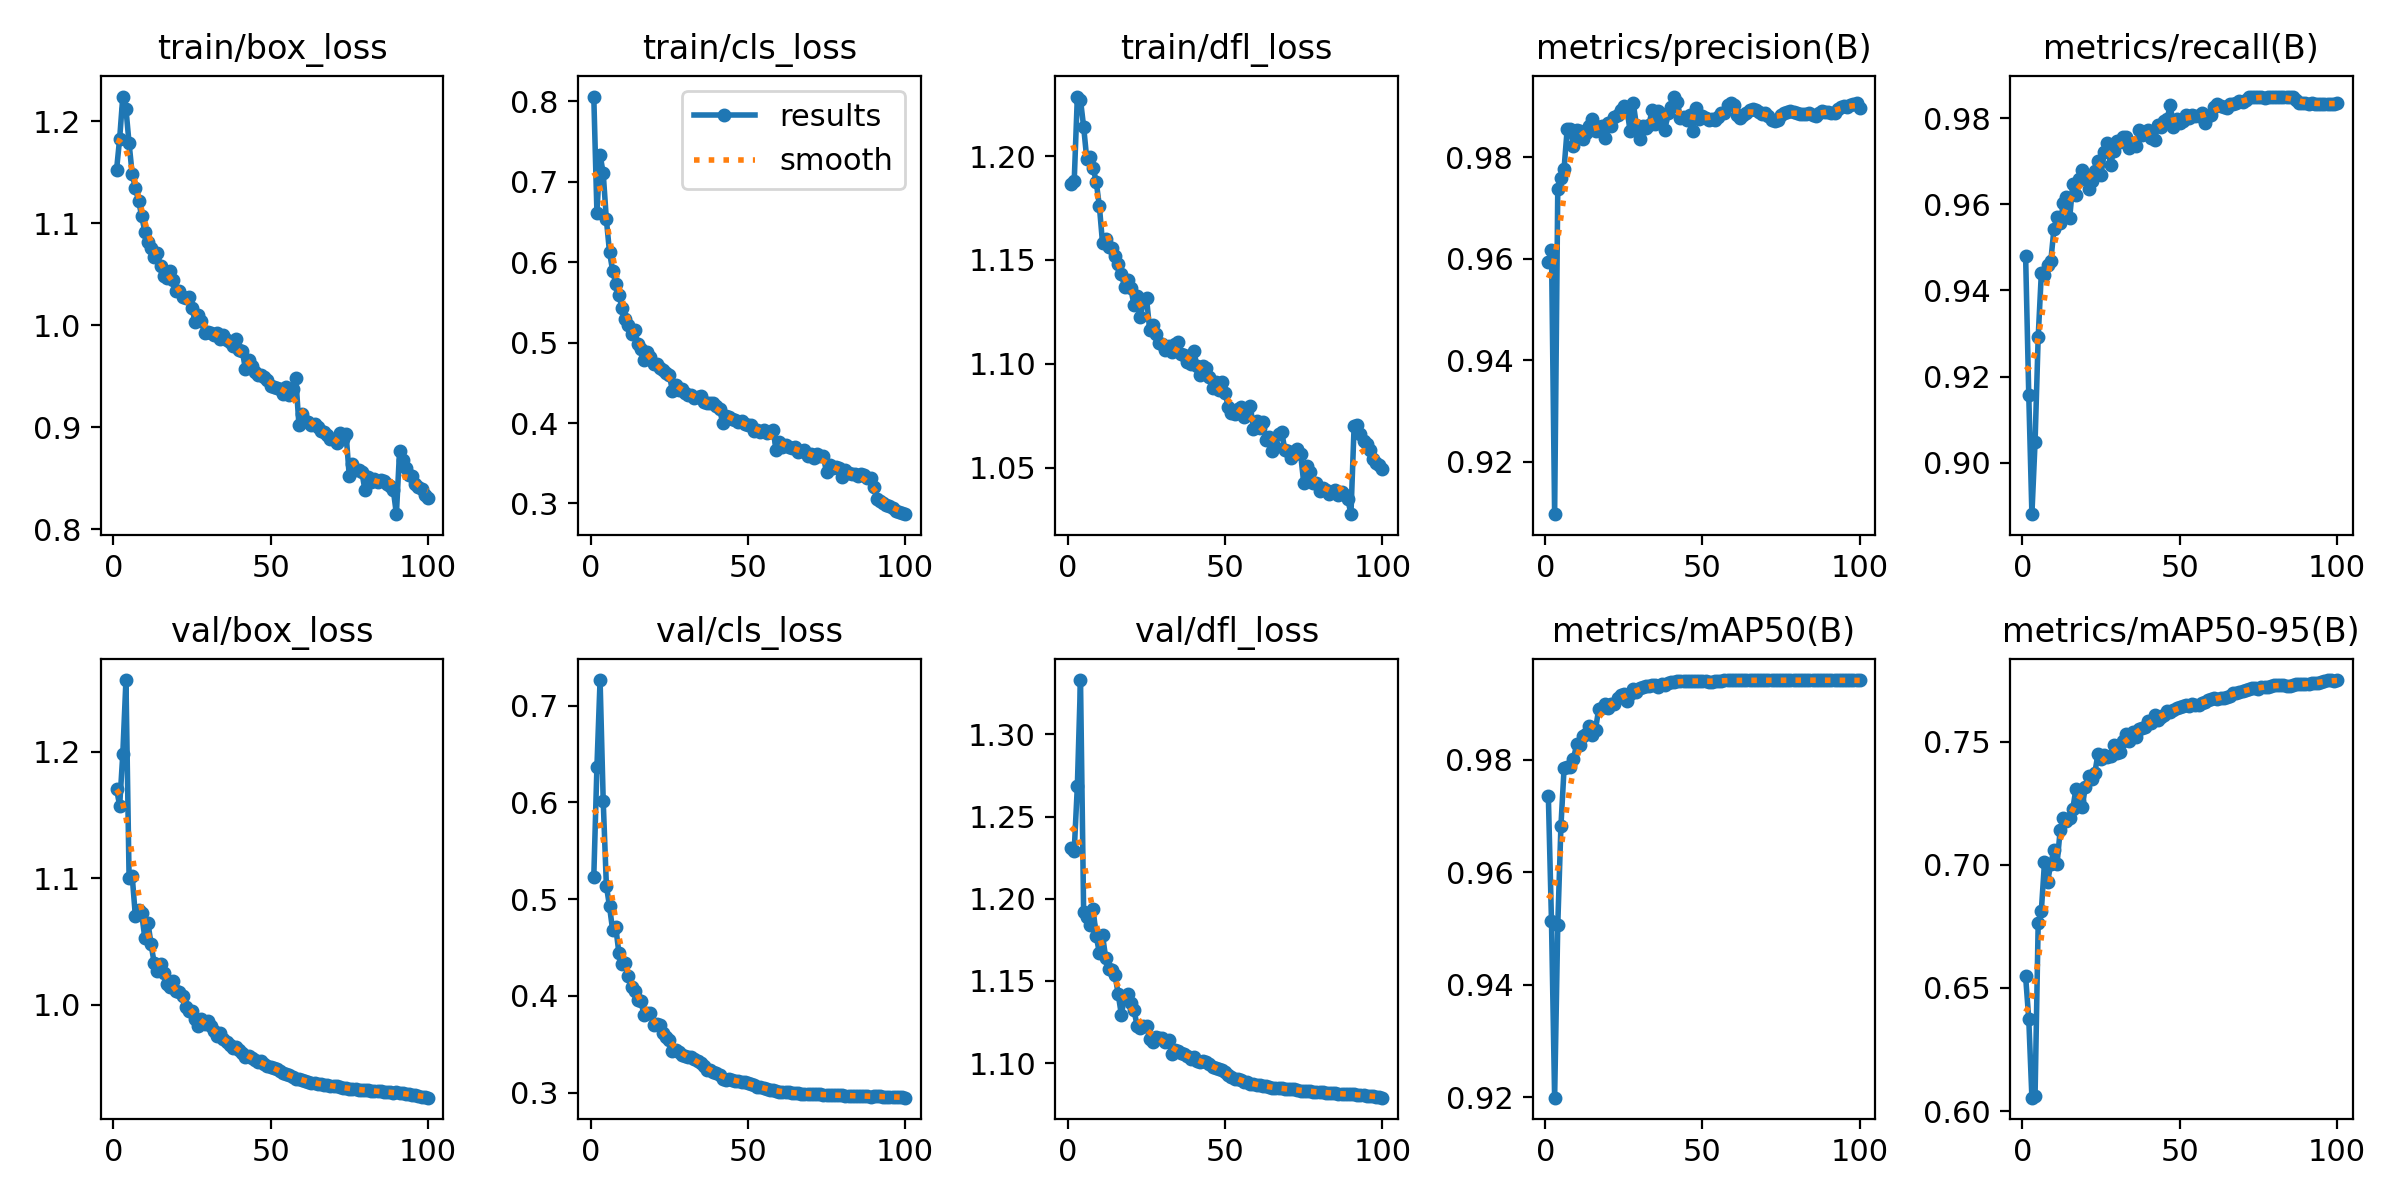 train/box_loss
1.2
1.1
1.0
0.9
0.8
0 50 100
train/cls_loss
results
smooth
0.8
0.7
0.6
0.5
0.4
0.3
0 50 100
train/dfl_loss
1.20
1.15
1.10
1.05
0 50 100
metrics/precision(B)
0.98
0.96
0.94
0.92
0 50 100
metrics/recall(B)
0.98
0.96
0.94
0.92
0.90
0 50 100
val/box_loss
1.2
1.1
1.0
0 50 100
val/cls_loss
0.7
0.6
0.5
0.4
0.3
0 50 100
val/dfl_loss
1.30
1.25
1.20
1.15
1.10
0 50 100
metrics/mAP50(B)
0.98
0.96
0.94
0.92
0 50 100
metrics/mAP50-95(B)
0.75
0.70
0.65
0.60
0 50 100